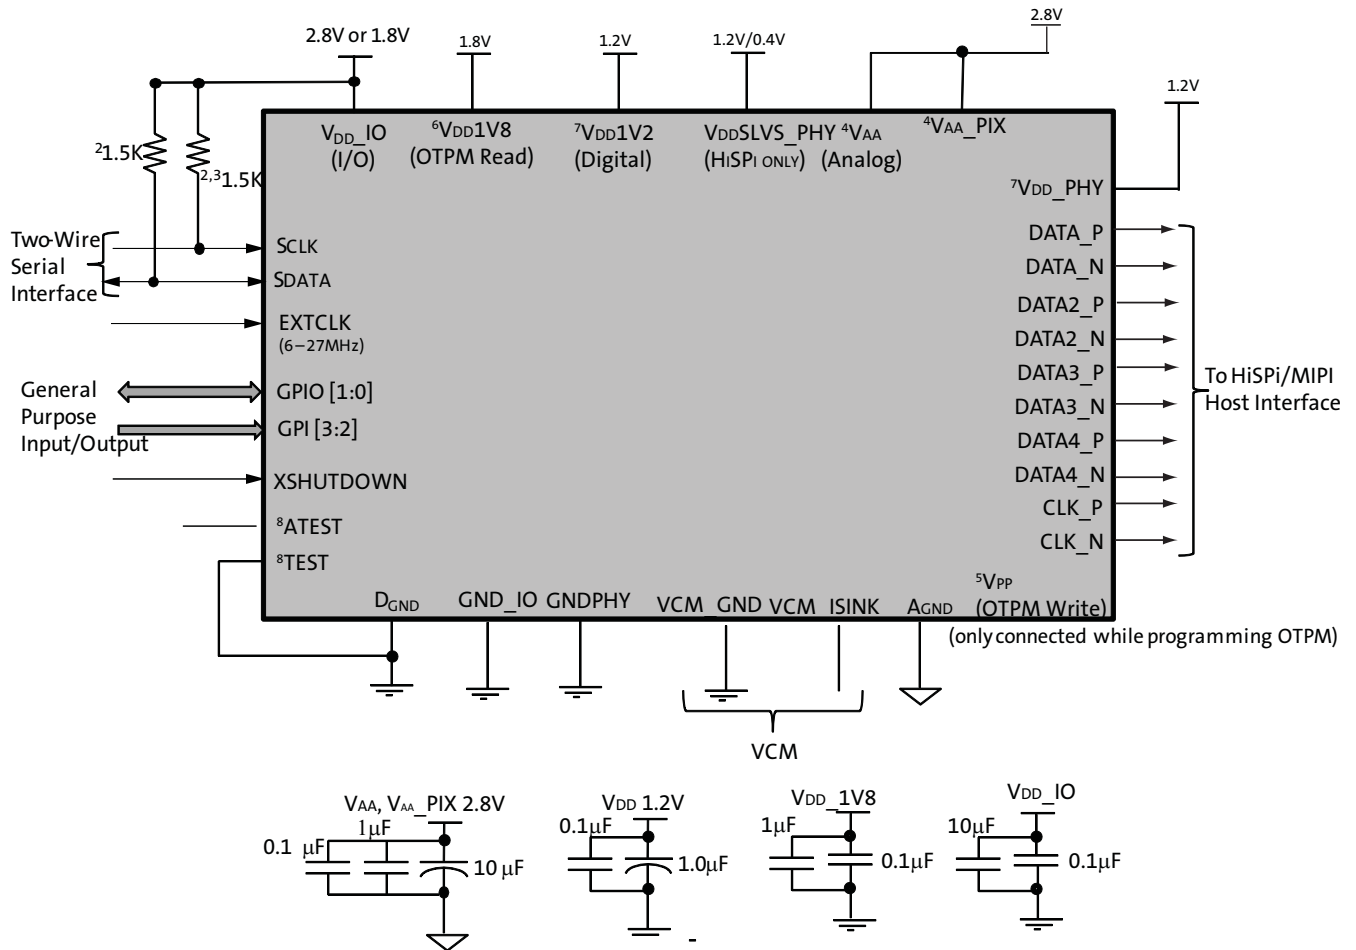 2.8V or 1.8V
1.8V
1.2V
1.2V/0.4V
2.8V
1.2V
VDD_IO
(I/O)
6VDD1V8
(OTPM Read)
7VDD1V2
(Digital)
VDDSLVS_PHY
(HiSPi ONLY)
4VAA
(Analog)
4VAA_PIX
21.5K
2,31.5K
7VDD_PHY
Two-Wire
Serial
Interface
SCLK
SDATA
EXTCLK
(6–27MHz)
General
Purpose
Input/Output
GPIO [1:0]
GPI [3:2]
XSHUTDOWN
8ATEST
8TEST
DATA_P
DATA_N
DATA2_P
DATA2_N
DATA3_P
DATA3_N
DATA4_P
DATA4_N
CLK_P
CLK_N
To HiSPi/MIPI
Host Interface
DGND
GND_IO
GNDPHY
VCM_GND
VCM
ISINK
AGND
5VPP
(OTPM Write)
(only connected while programming OTPM)
VCM
VAA, VAA_PIX 2.8V
0.1 μF
1μF
10 μF
VDD 1.2V
0.1μF
1.0μF
VDD_1V8
1μF
0.1μF
VDD_IO
10μF
0.1μF